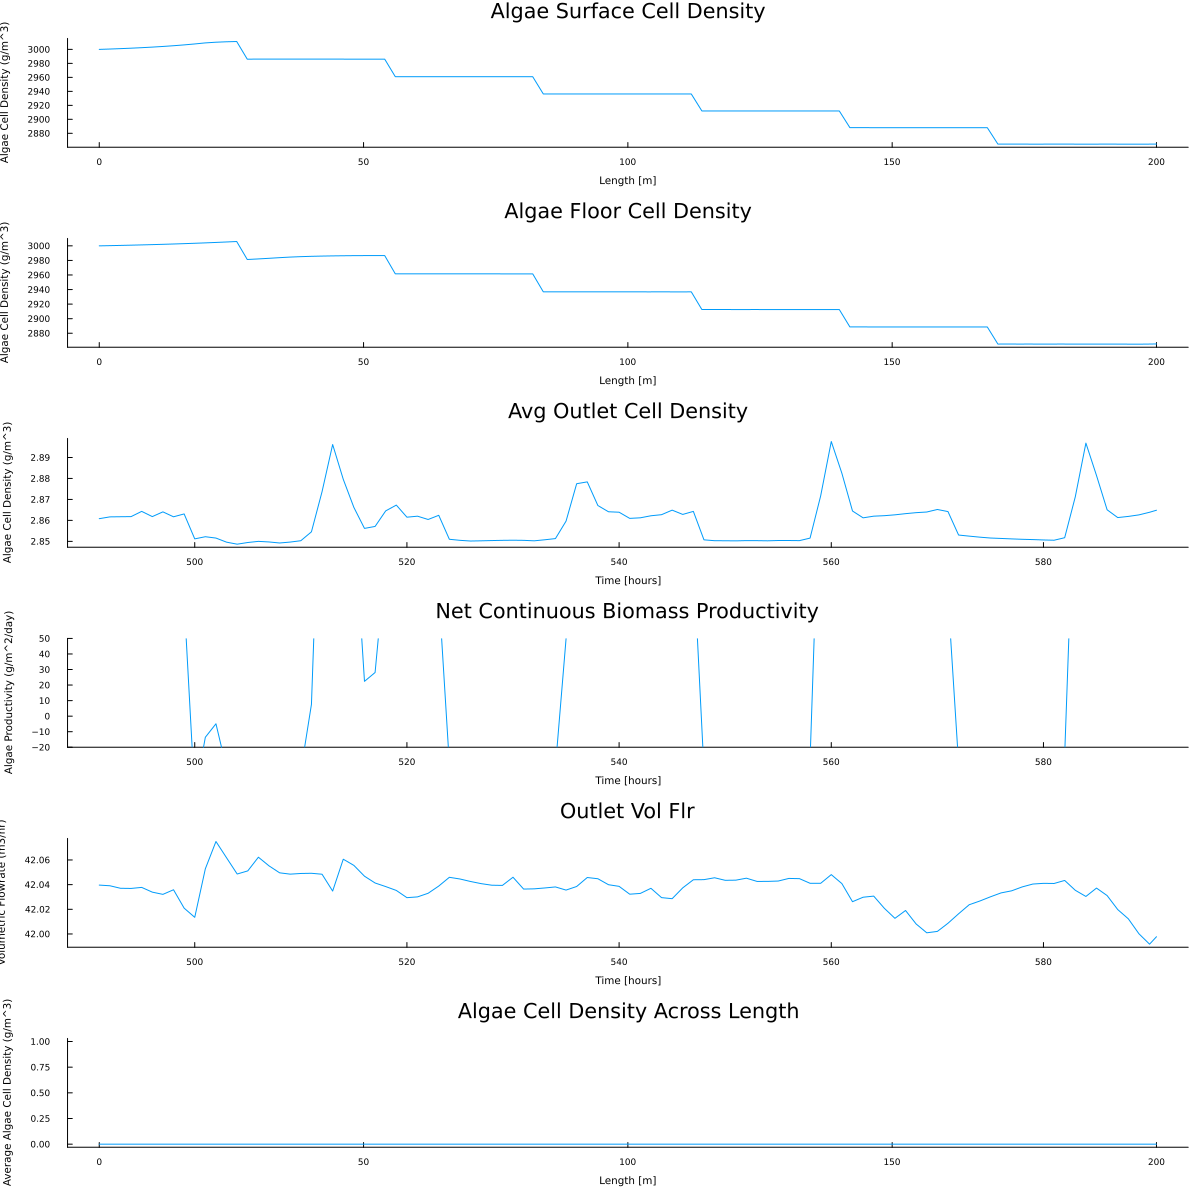 Algae Surface Cell Density
Algae Cell Density (g/m^3)
3000
2980
2960
2940
2920
2900
2880
0 50 100 150 200
Length [m]
Algae Floor Cell Density
Algae Cell Density (g/m^3)
3000
2980
2960
2940
2920
2900
2880
0 50 100 150 200
Length [m]
Avg Outlet Cell Density
Algae Cell Density (g/m^3)
2.89
2.88
2.87
2.86
2.85
500 520 540 560 580
Time [hours]
Net Continuous Biomass Productivity
Algae Productivity (g/m^2/day)
50
40
30
20
10
0
−10
−20
500 520 540 560 580
Time [hours]
Outlet Vol Flr
Volumetric Flowrate (m3/hr)
42.06
42.04
42.02
42.00
500 520 540 560 580
Time [hours]
Algae Cell Density Across Length
Average Algae Cell Density (g/m^3)
1.00
0.75
0.50
0.25
0.00
0 50 100 150 200
Length [m]